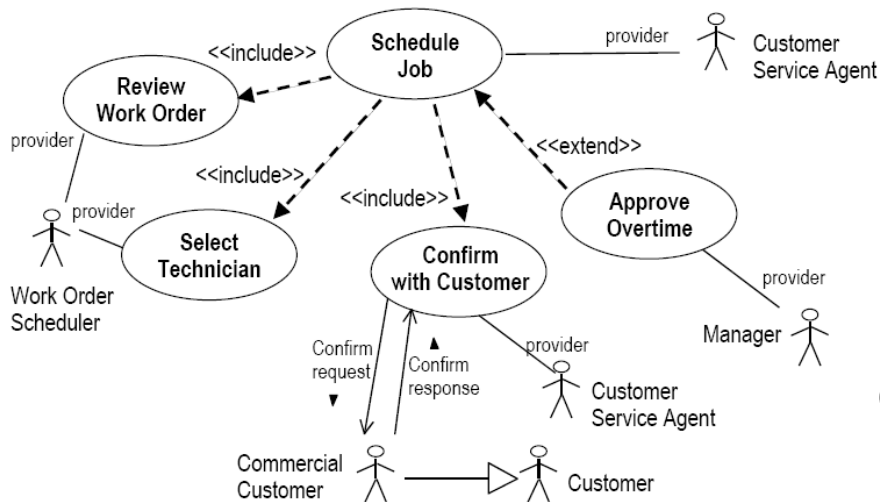 Schedule
Job
provider
Customer
Service Agent
<<include>>
Review
Work Order
provider
<<include>>
<<include>>
<<extend>>
provider
Select
Technician
Work Order
Scheduler
Confirm
with Customer
Approve
Overtime
provider
Manager
Confirm
request
Confirm
response
provider
Customer
Service Agent
Commercial
Customer
Customer